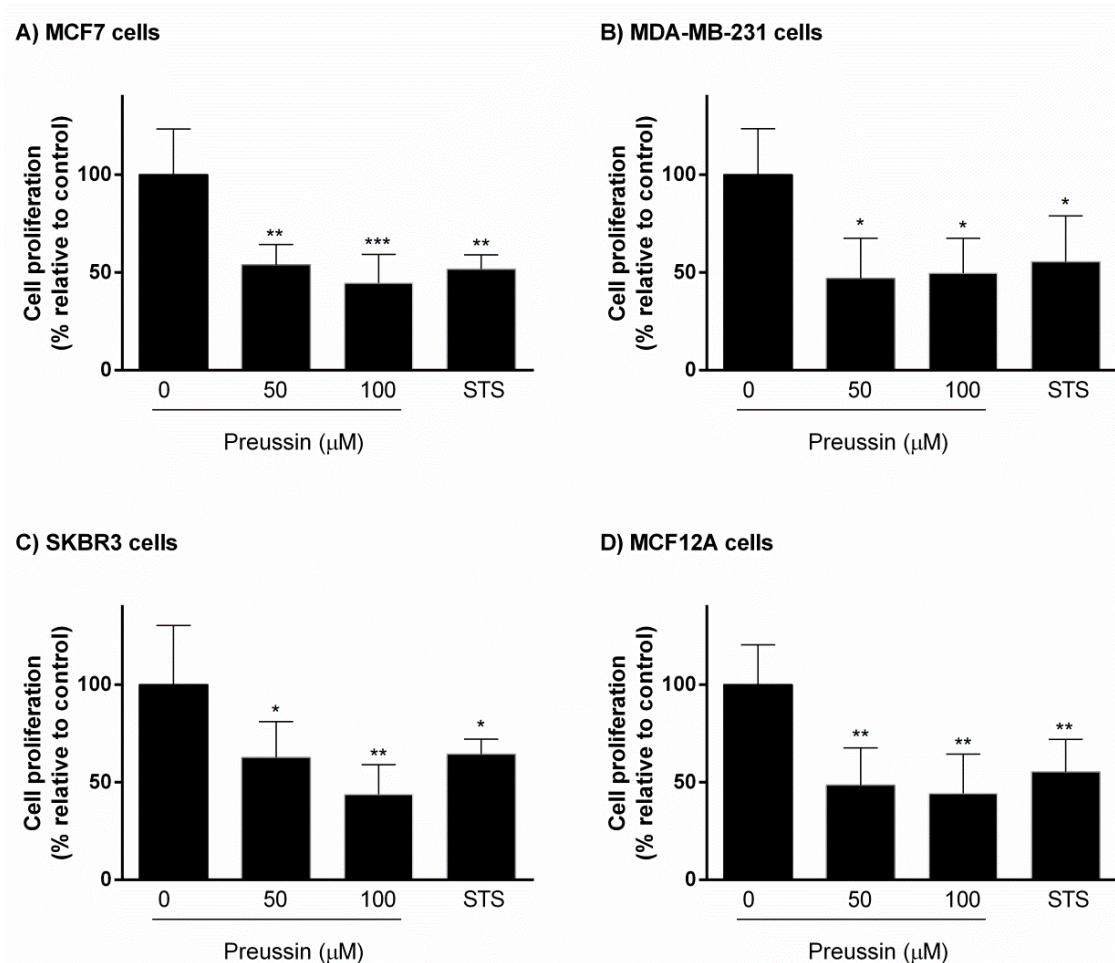 A) MCF7 cells
Cell proliferation
(% relative to control)
100
50
0
**
***
**
0 50 100 STS
Preussin (μM)
B) MDA-MB-231 cells
Cell proliferation
(% relative to control)
100
50
0
*
*
*
0 50 100 STS
Preussin (μM)
C) SKBR3 cells
Cell proliferation
(% relative to control)
100
50
0
*
**
*
0 50 100 STS
Preussin (μM)
D) MCF12A cells
Cell proliferation
(% relative to control)
100
50
0
**
**
**
0 50 100 STS
Preussin (μM)